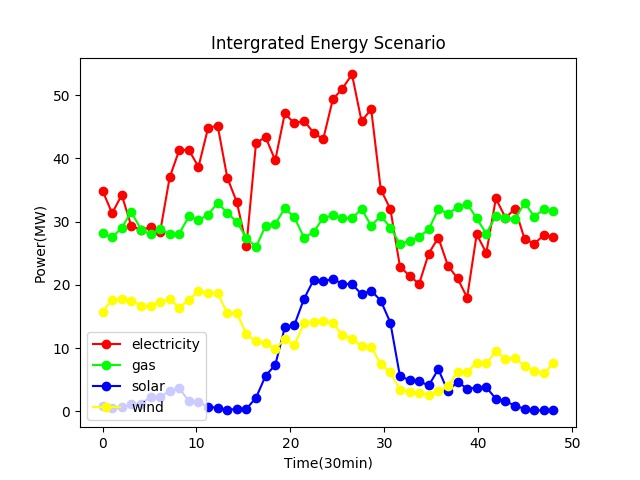 Intergrated Energy Scenario
Power(MW)
50
40
30
20
10
0
electricity
gas
solar
wind
0 10 20 30 40 50
Time(30min)